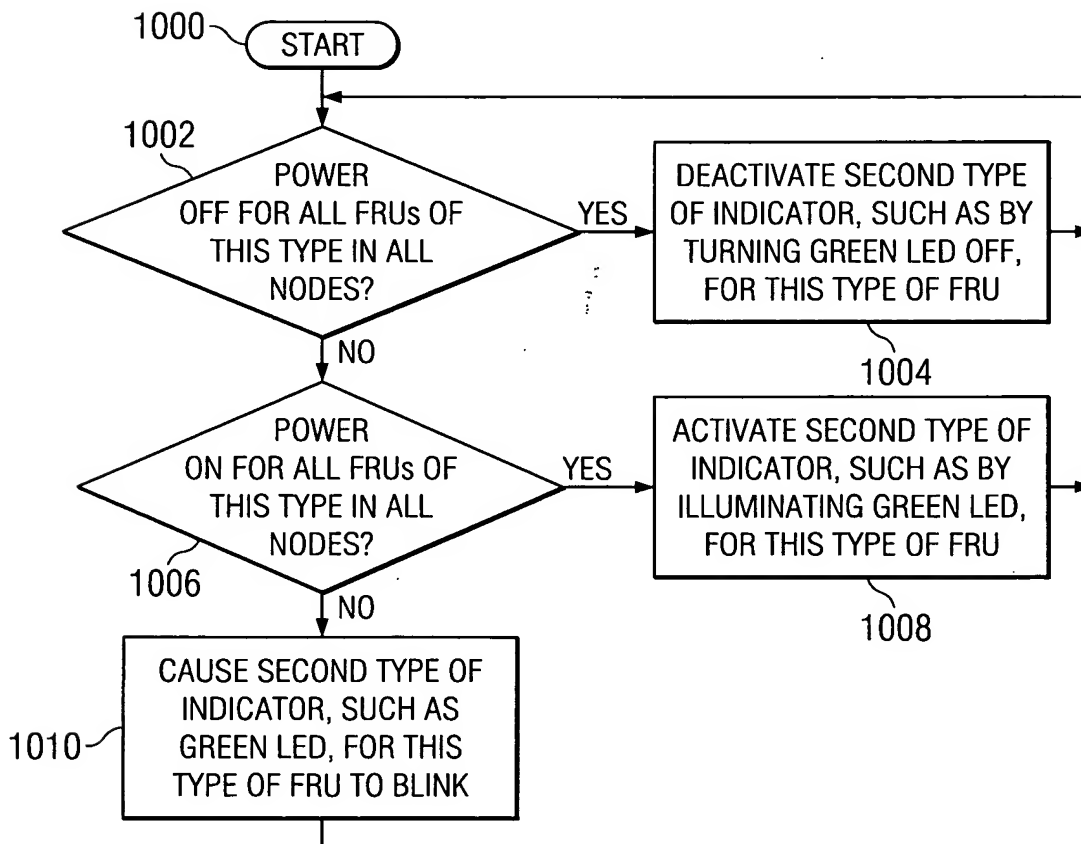 1000
START
1002
POWER
OFF FOR ALL FRUs OF
THIS TYPE IN ALL
NODES?
YES
DEACTIVATE SECOND TYPE
OF INDICATOR, SUCH AS BY
TURNING GREEN LED OFF,
FOR THIS TYPE OF FRU
1004
NO
POWER
ON FOR ALL FRUs OF
THIS TYPE IN ALL
NODES?
1006
YES
ACTIVATE SECOND TYPE OF
INDICATOR, SUCH AS BY
ILLUMINATING GREEN LED,
FOR THIS TYPE OF FRU
1008
NO
CAUSE SECOND TYPE OF
INDICATOR, SUCH AS
GREEN LED, FOR THIS
TYPE OF FRU TO BLINK
1010